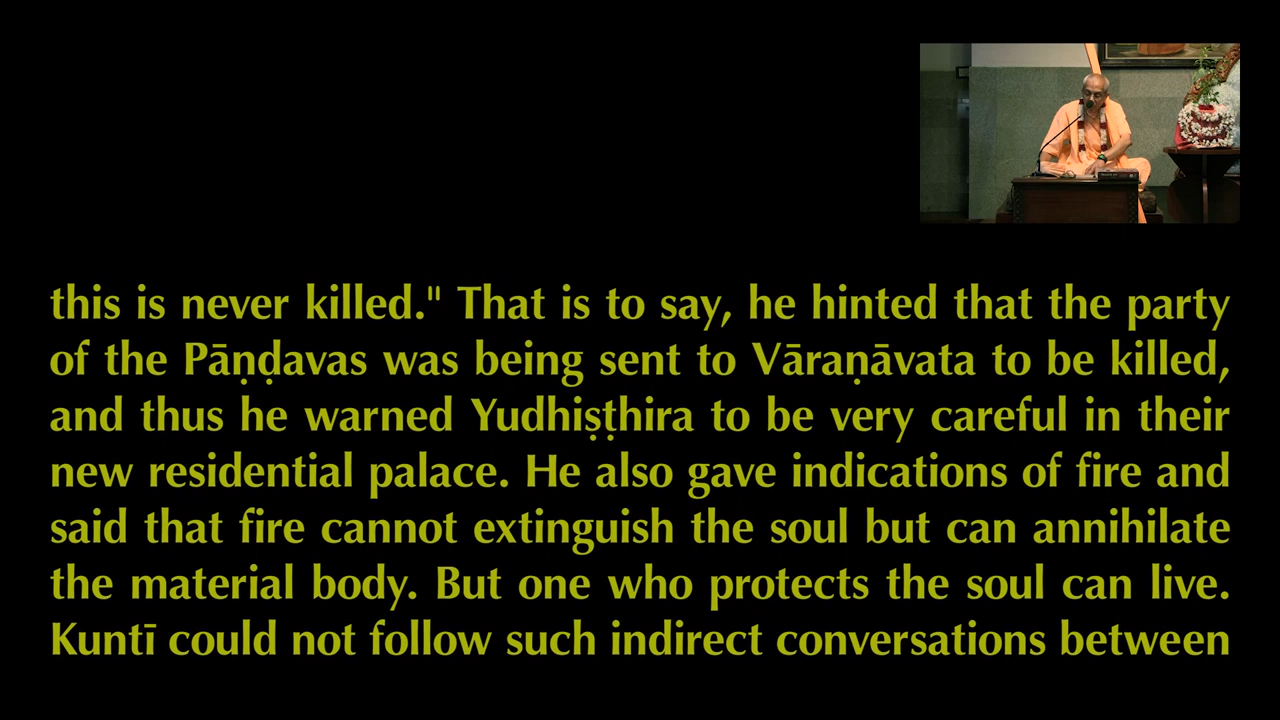 this is never killed." That is to say, he hinted that the party
of the Pāṇḍavas was being sent to Vāraṇāvata to be killed,
and thus he warned Yudhiṣṭhira to be very careful in their
new residential palace. He also gave indications of fire and
said that fire cannot extinguish the soul but can annihilate
the material body. But one who protects the soul can live.
Kuntī could not follow such indirect conversations between